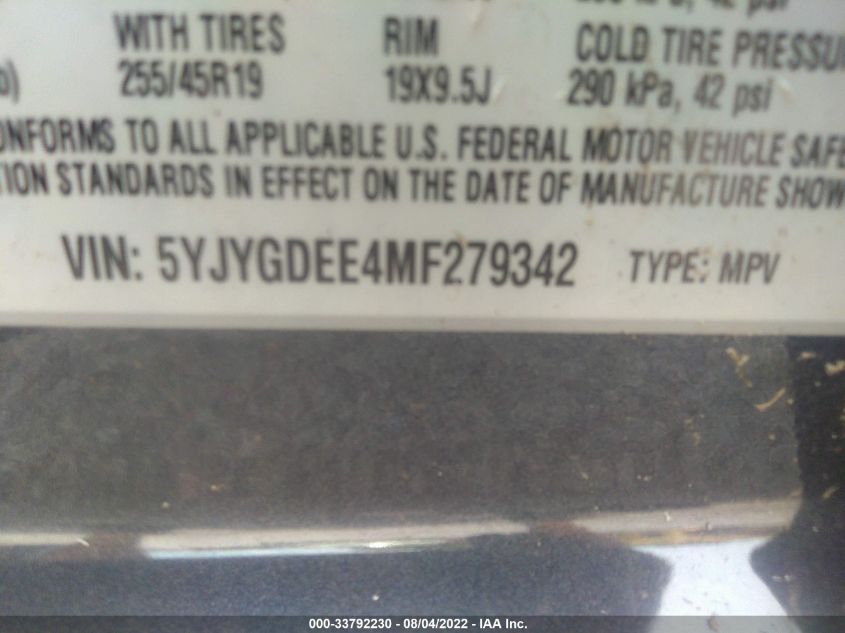 42 psi
WITH TIRES RIM COLD TIRE PRESSU
255/45R19 19X9.5J 290 kPa, 42 psi
ONFORMS TO ALL APPLICABLE U.S. FEDERAL MOTOR VEHICLE SAFE
TION STANDARDS IN EFFECT ON THE DATE OF MANUFACTURE SHOW
VIN: 5YJYGDEE4MF279342 TYPE: MPV
000-33792230 - 08/04/2022 - IAA Inc.